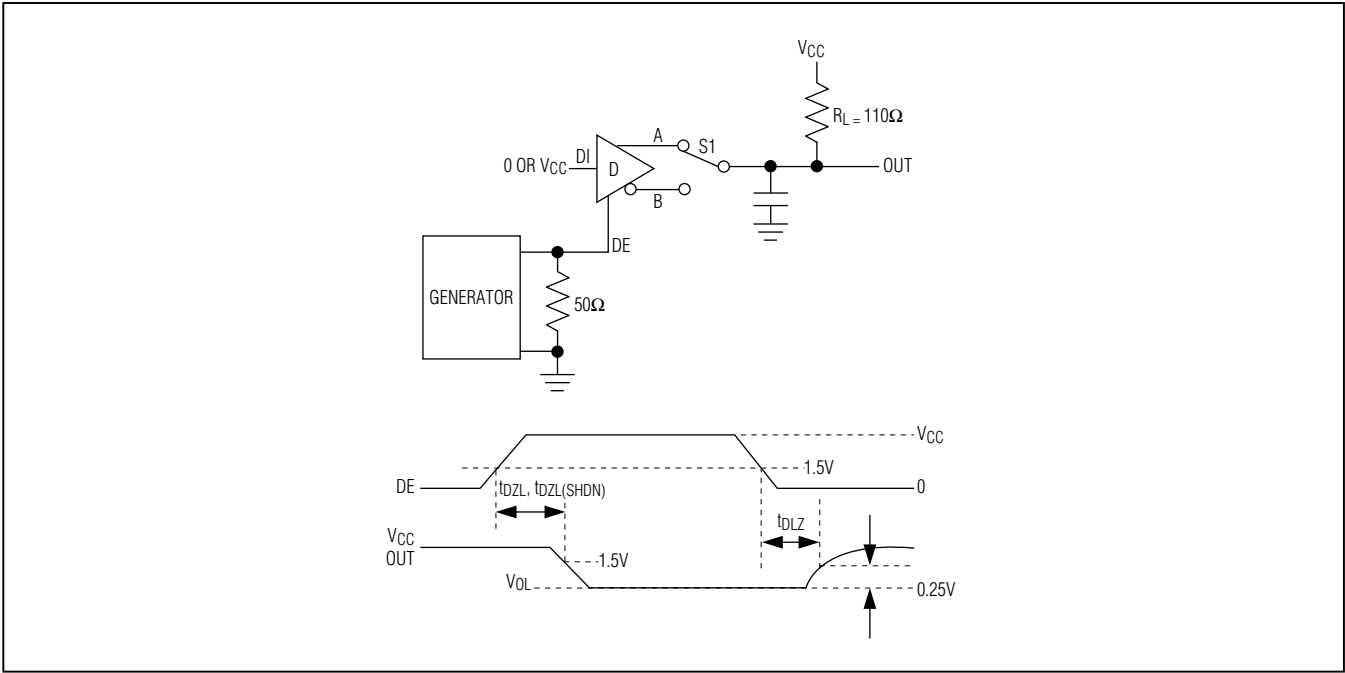 VCC
RL = 110Ω
A
S1
0 OR VCC
DI
D
OUT
B
DE
GENERATOR
50Ω
VCC
1.5V
DE
0
tDZL, tDZL(SHDN)
tDLZ
VCC
OUT
1.5V
VOL
0.25V